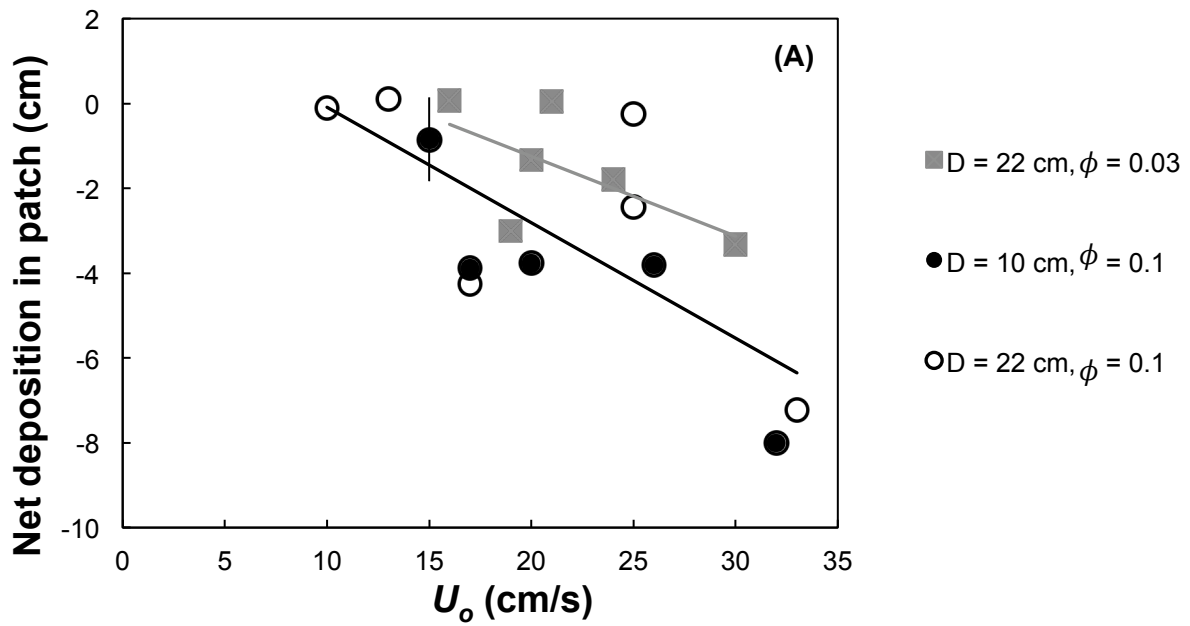 2
0
-2
-4
-6
-8
-10
0 5 10 15 20 25 30 35
Net deposition in patch (cm)
U_o (cm/s)
(A)
D = 22 cm, ϕ = 0.03
D = 10 cm, ϕ = 0.1
D = 22 cm, ϕ = 0.1